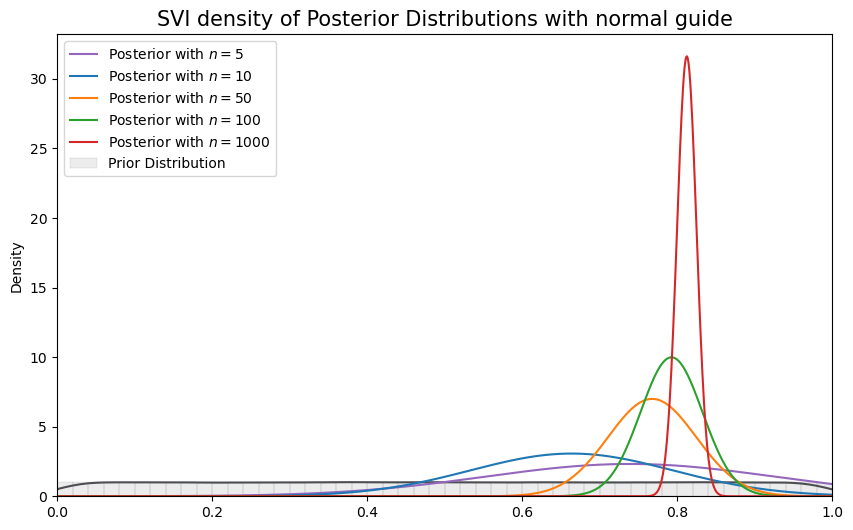 SVI density of Posterior Distributions with normal guide
Posterior with n = 5
Posterior with n = 10
Posterior with n = 50
Posterior with n = 100
Posterior with n = 1000
Prior Distribution
Density
30
25
20
15
10
5
0
0.0 0.2 0.4 0.6 0.8 1.0